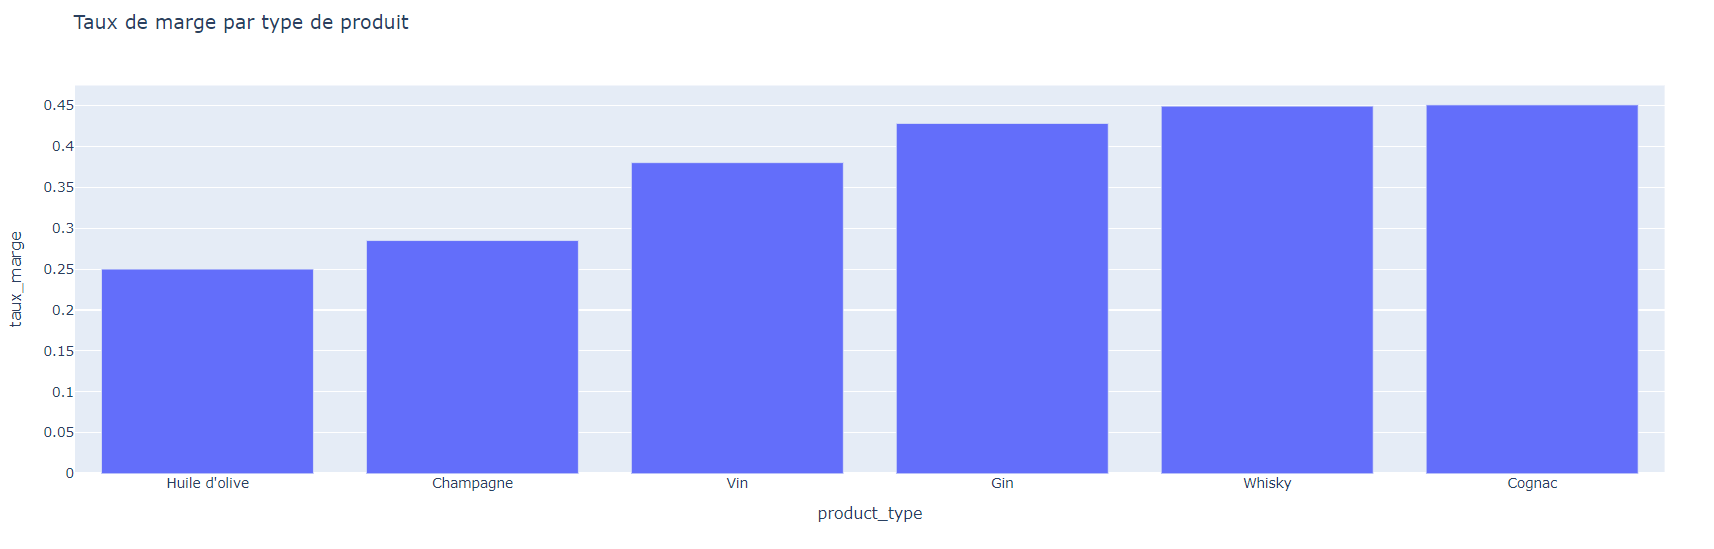 Taux de marge par type de produit
taux_marge
0.45
0.4
0.35
0.3
0.25
0.2
0.15
0.1
0.05
0
Huile d'olive
Champagne
Vin
Gin
Whisky
Cognac
product_type